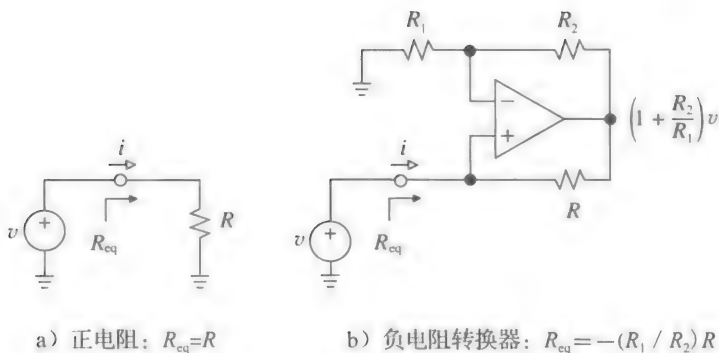 R₁
R₂
−
+
(1 + R₂/R₁)v
R
i
v
+
R_eq
i
R
v
+
R_eq
a）正电阻：R_eq=R
b）负电阻转换器：R_eq=−(R₁ / R₂)R